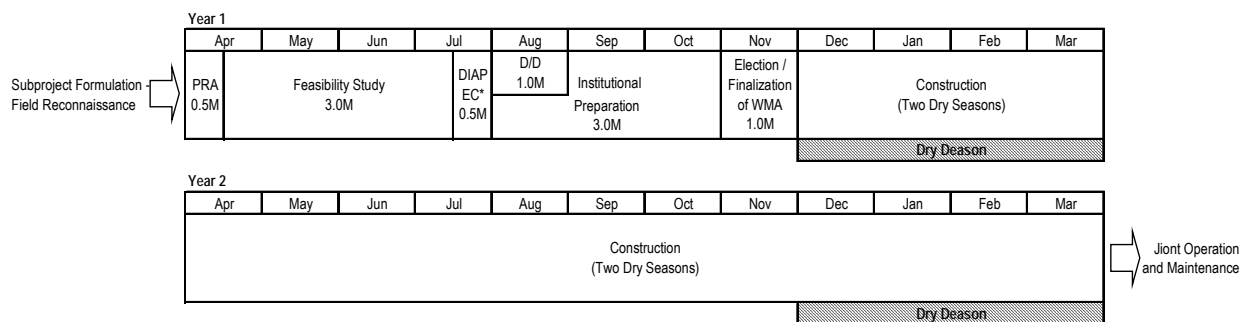 Year 1
Apr May Jun Jul Aug Sep Oct Nov Dec Jan Feb Mar
Subproject Formulation -
Field Reconnaissance
PRA
0.5M
Feasibility Study
3.0M
DIAP
EC*
0.5M
D/D
1.0M
Institutional
Preparation
3.0M
Election /
Finalization
of WMA
1.0M
Construction
(Two Dry Seasons)
Dry Deason
Year 2
Apr May Jun Jul Aug Sep Oct Nov Dec Jan Feb Mar
Construction
(Two Dry Seasons)
Jiont Operation
and Maintenance
Dry Deason